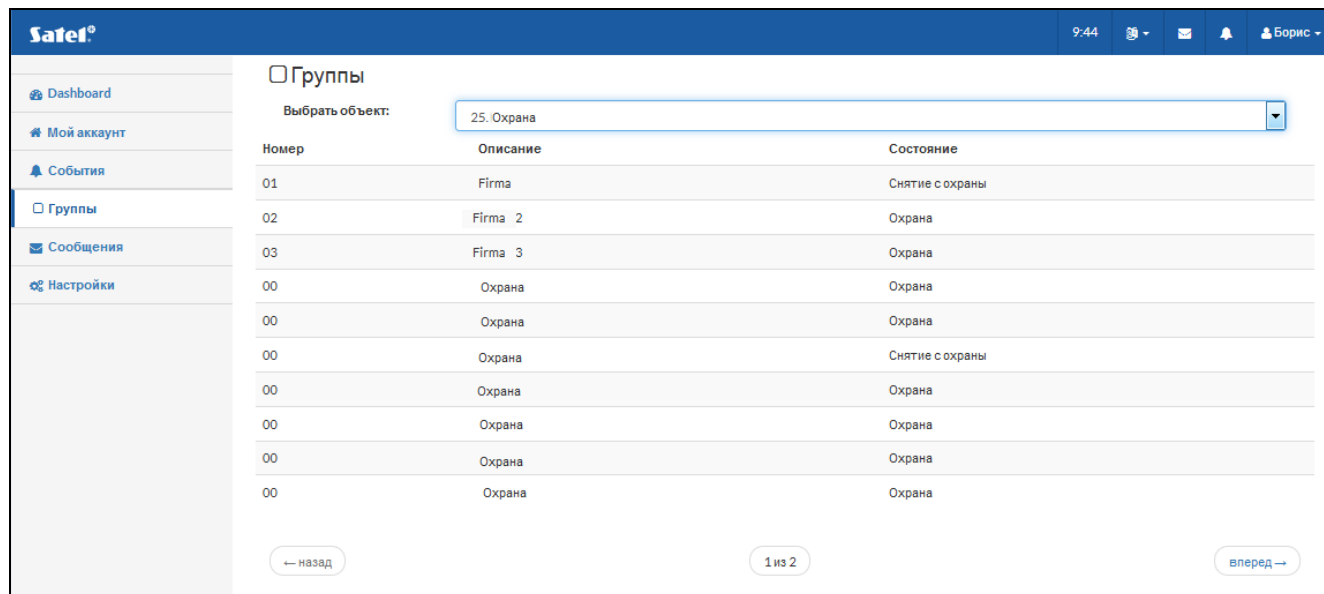 Satel®
9:44
Борис
Dashboard
Мой аккаунт
События
Группы
Сообщения
Настройки
Группы
Выбрать объект:
25. Охрана
Номер Описание Состояние
01 Firma Снятие с охраны
02 Firma 2 Охрана
03 Firma 3 Охрана
00 Охрана Охрана
00 Охрана Охрана
00 Охрана Снятие с охраны
00 Охрана Охрана
00 Охрана Охрана
00 Охрана Охрана
00 Охрана Охрана
← назад 1 из 2 вперед →